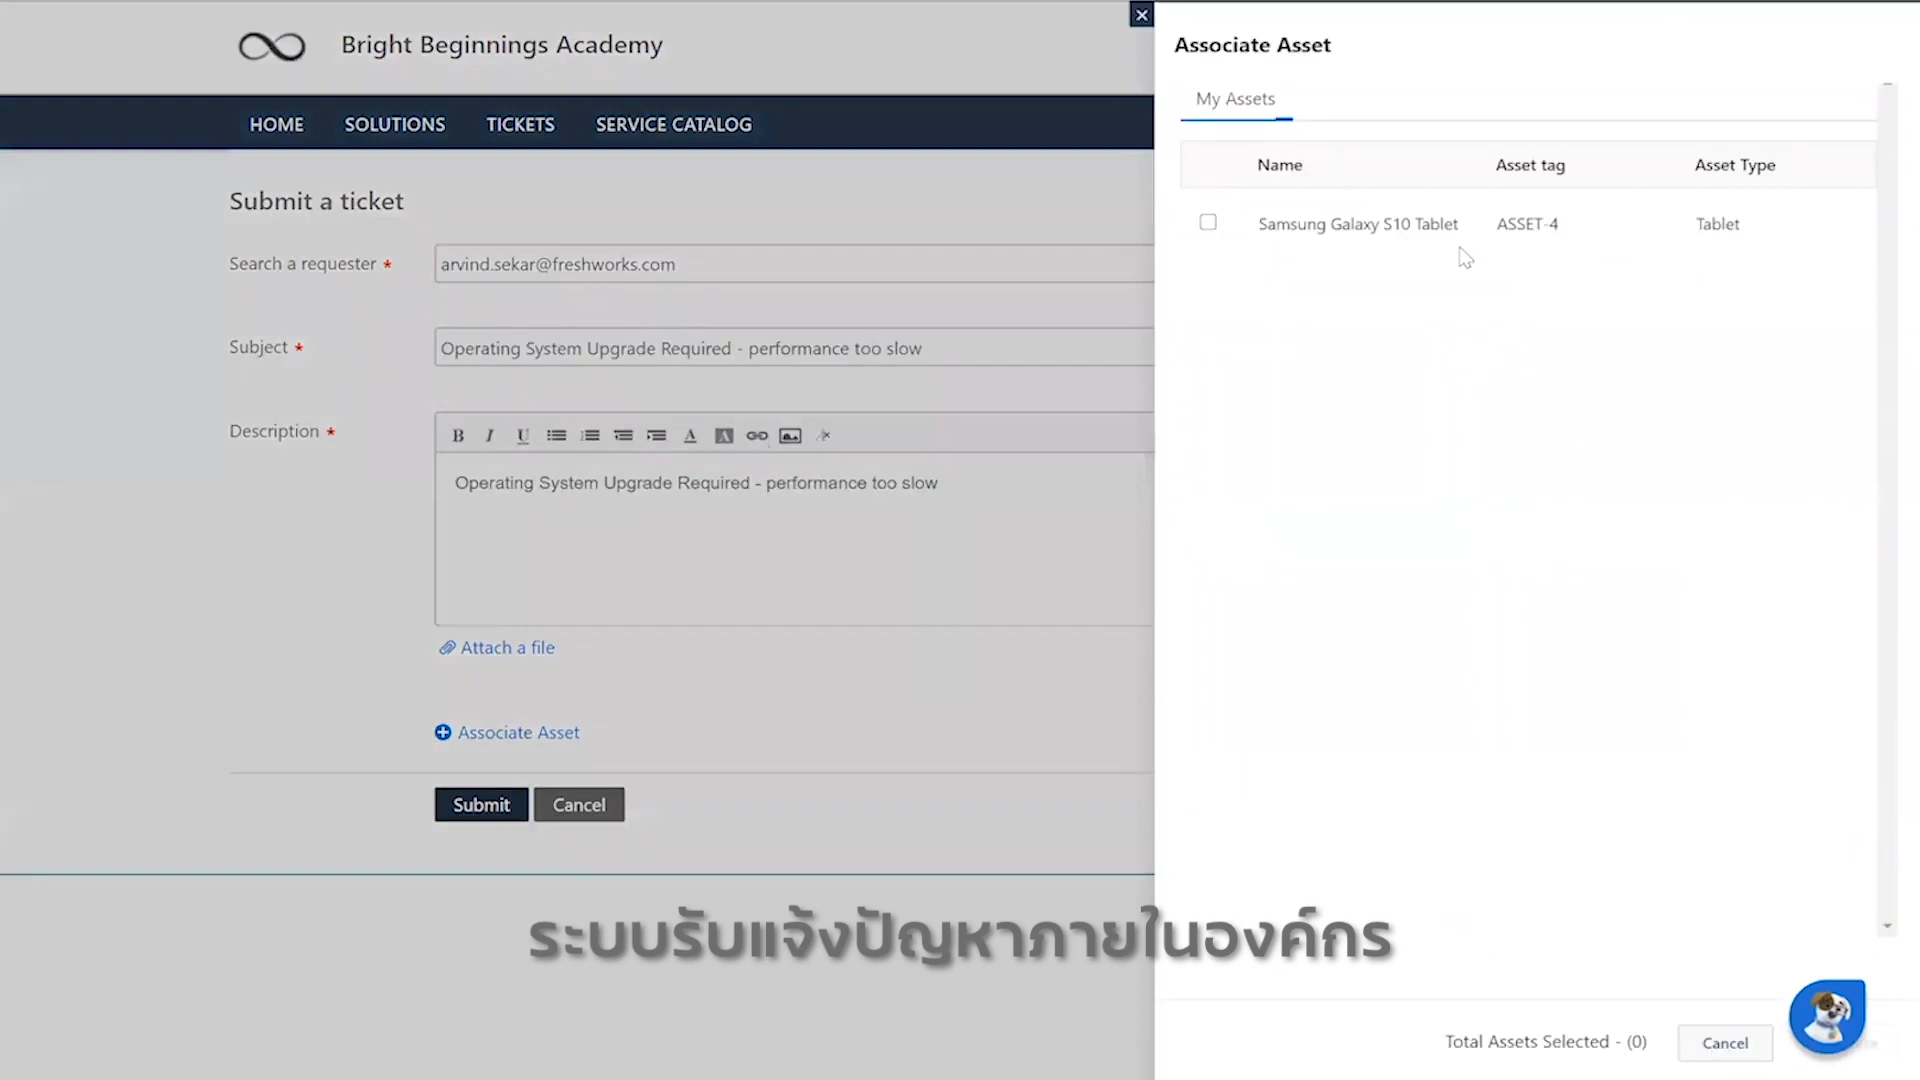 Bright Beginnings Academy
HOME SOLUTIONS TICKETS SERVICE CATALOG
Submit a ticket
Search a requester *
arvind.sekar@freshworks.com
Subject *
Operating System Upgrade Required - performance too slow
Description *
B I U A A
Operating System Upgrade Required - performance too slow
Attach a file
Associate Asset
Submit Cancel
Associate Asset
My Assets
Name Asset tag Asset Type
Samsung Galaxy S10 Tablet ASSET-4 Tablet
ระบบรับแจ้งปัญหาภายในองค์กร
Total Assets Selected - (0) Cancel